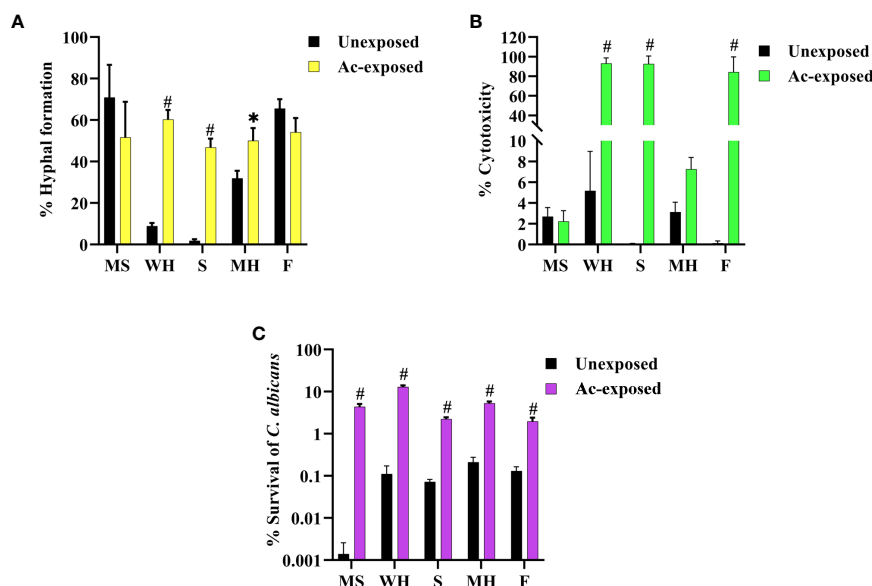 A
% Hyphal formation
100
80
60
40
20
0
Unexposed
Ac-exposed
#
#
*
MS WH S MH F
B
% Cytotoxicity
120
100
80
60
40
10
8
6
4
2
0
Unexposed
Ac-exposed
#
#
#
MS WH S MH F
C
% Survival of C. albicans
100
10
1
0.1
0.01
0.001
Unexposed
Ac-exposed
#
#
#
#
#
MS WH S MH F